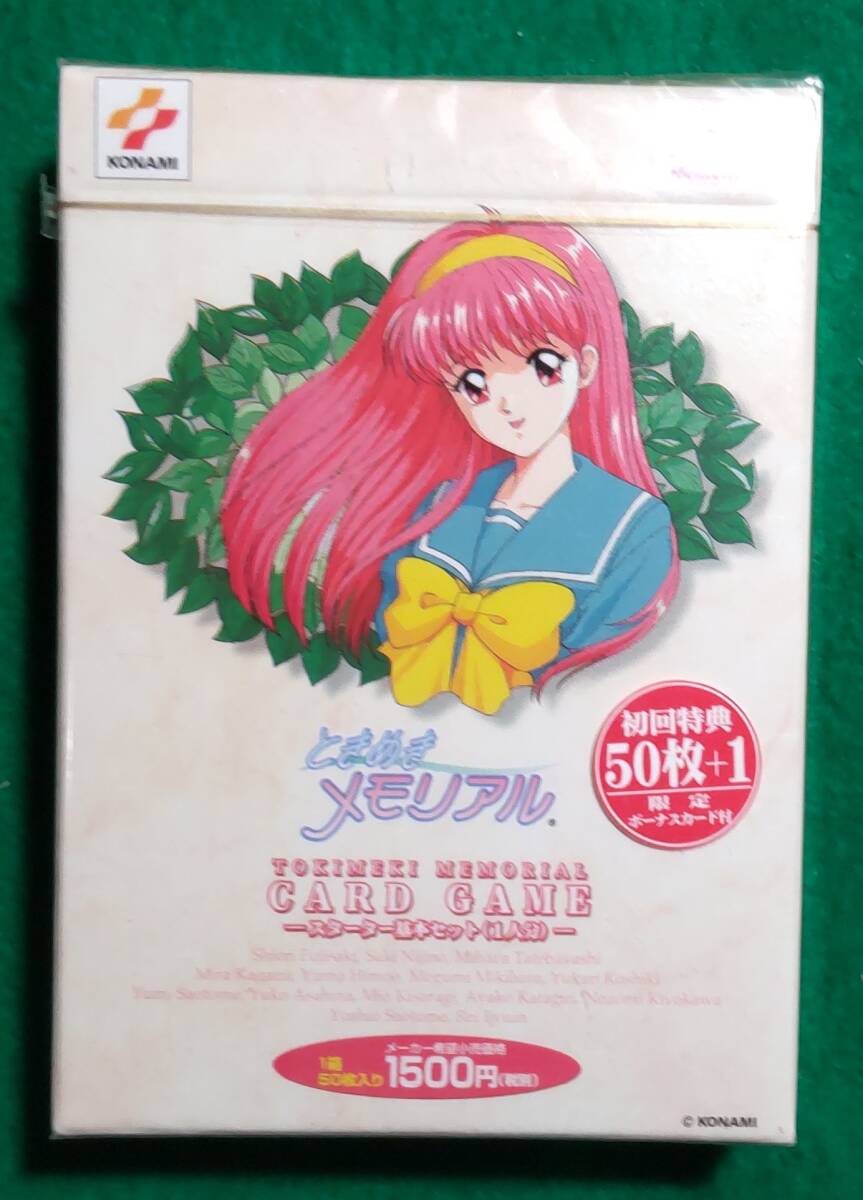 KONAMI
ときめき
メモリアル
TOKIMEKI MEMORIAL
CARD GAME
―スターター基本セット(1人分)―
Shiori Fujisaki, Saki Nijino, Miharu Tatebayashi
Mira Kagami, Yuina Himoo, Megumi Mikihara, Yukari Koshiki
Yumi Saotome, Yuko Asahina, Mio Kisaragi, Ayako Katagiri, Nozomi Kiyokawa
Yoshio Saotome, Rei Ijyuin
初回特典
50枚+1
限定
ボーナスカード付
メーカー希望小売価格
1箱
50枚入り 1500円(税別)
© KONAMI